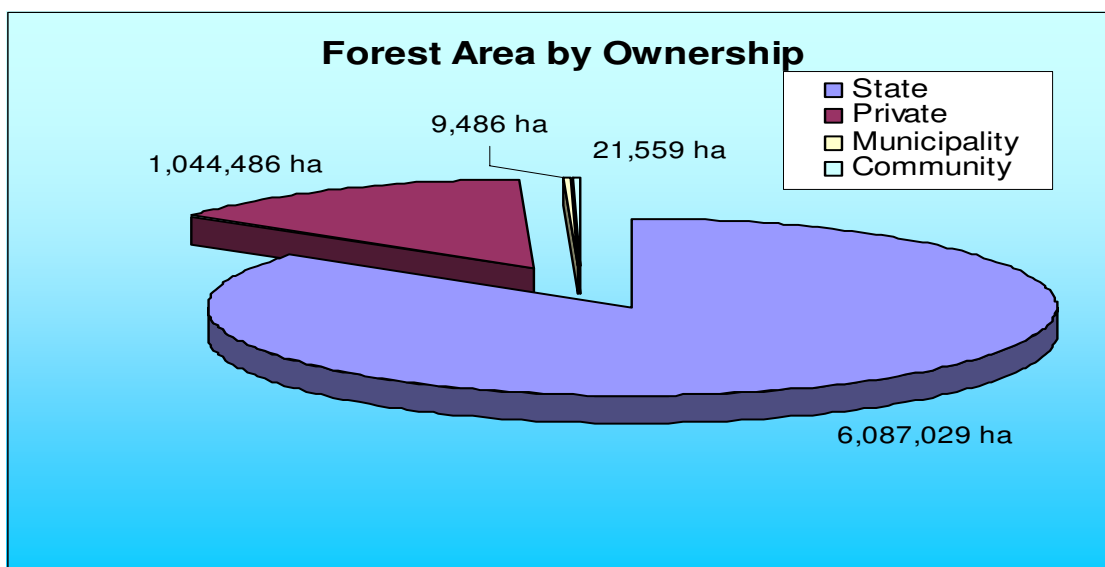 Forest Area by Ownership
State
Private
Municipality
Community
9,486 ha
21,559 ha
1,044,486 ha
6,087,029 ha